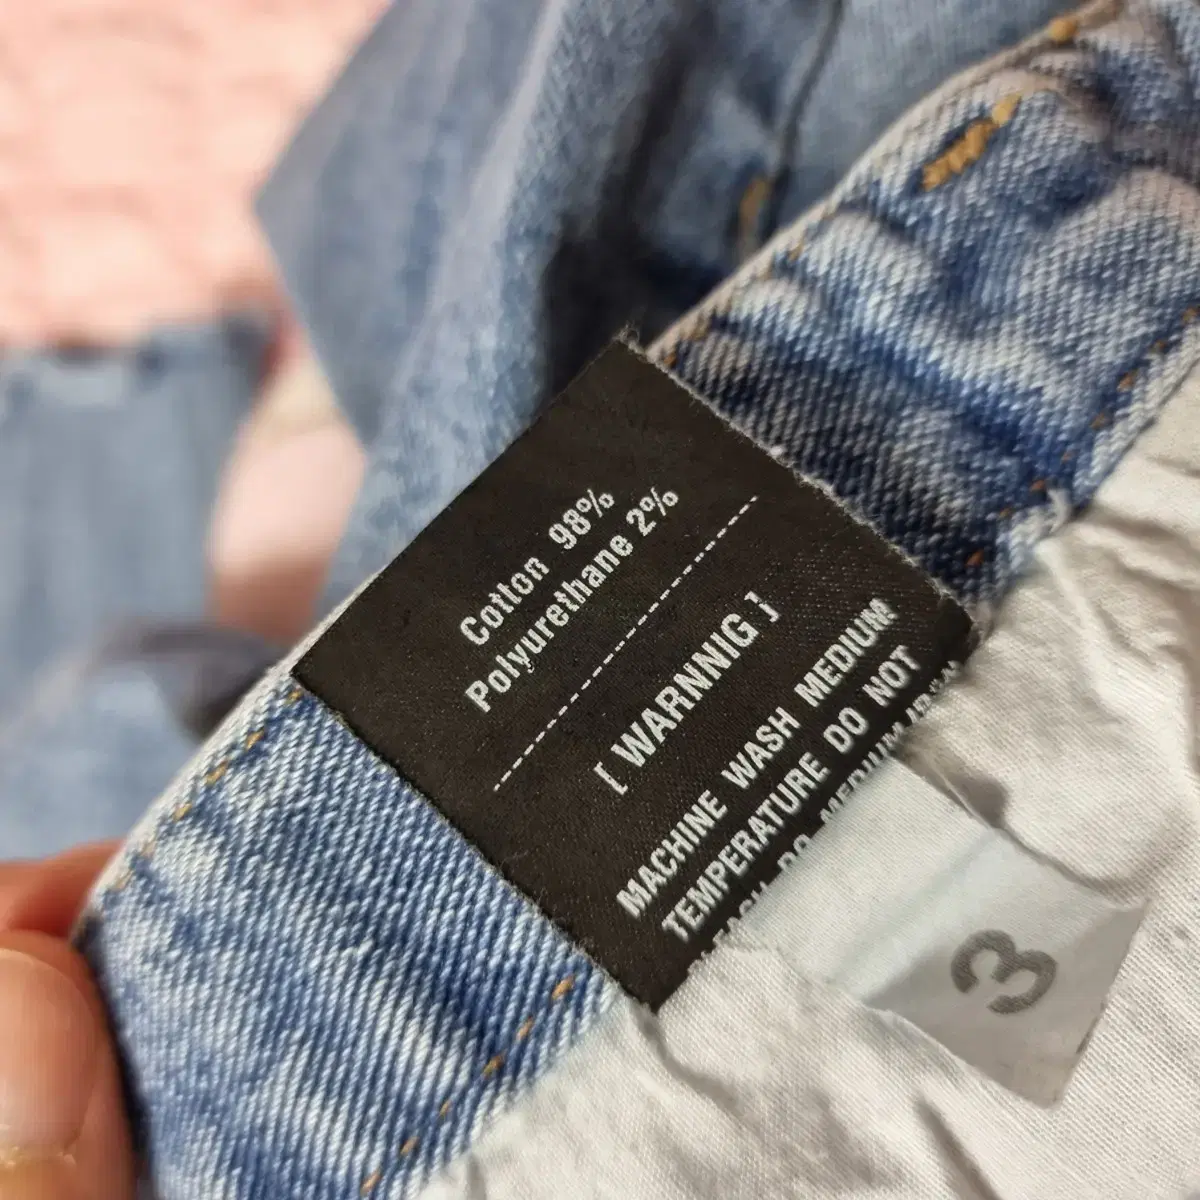 Cotton 98%
Polyurethane 2%
[ WARNNIG ]
MACHINE WASH MEDIUM
TEMPERATURE DO NOT
3